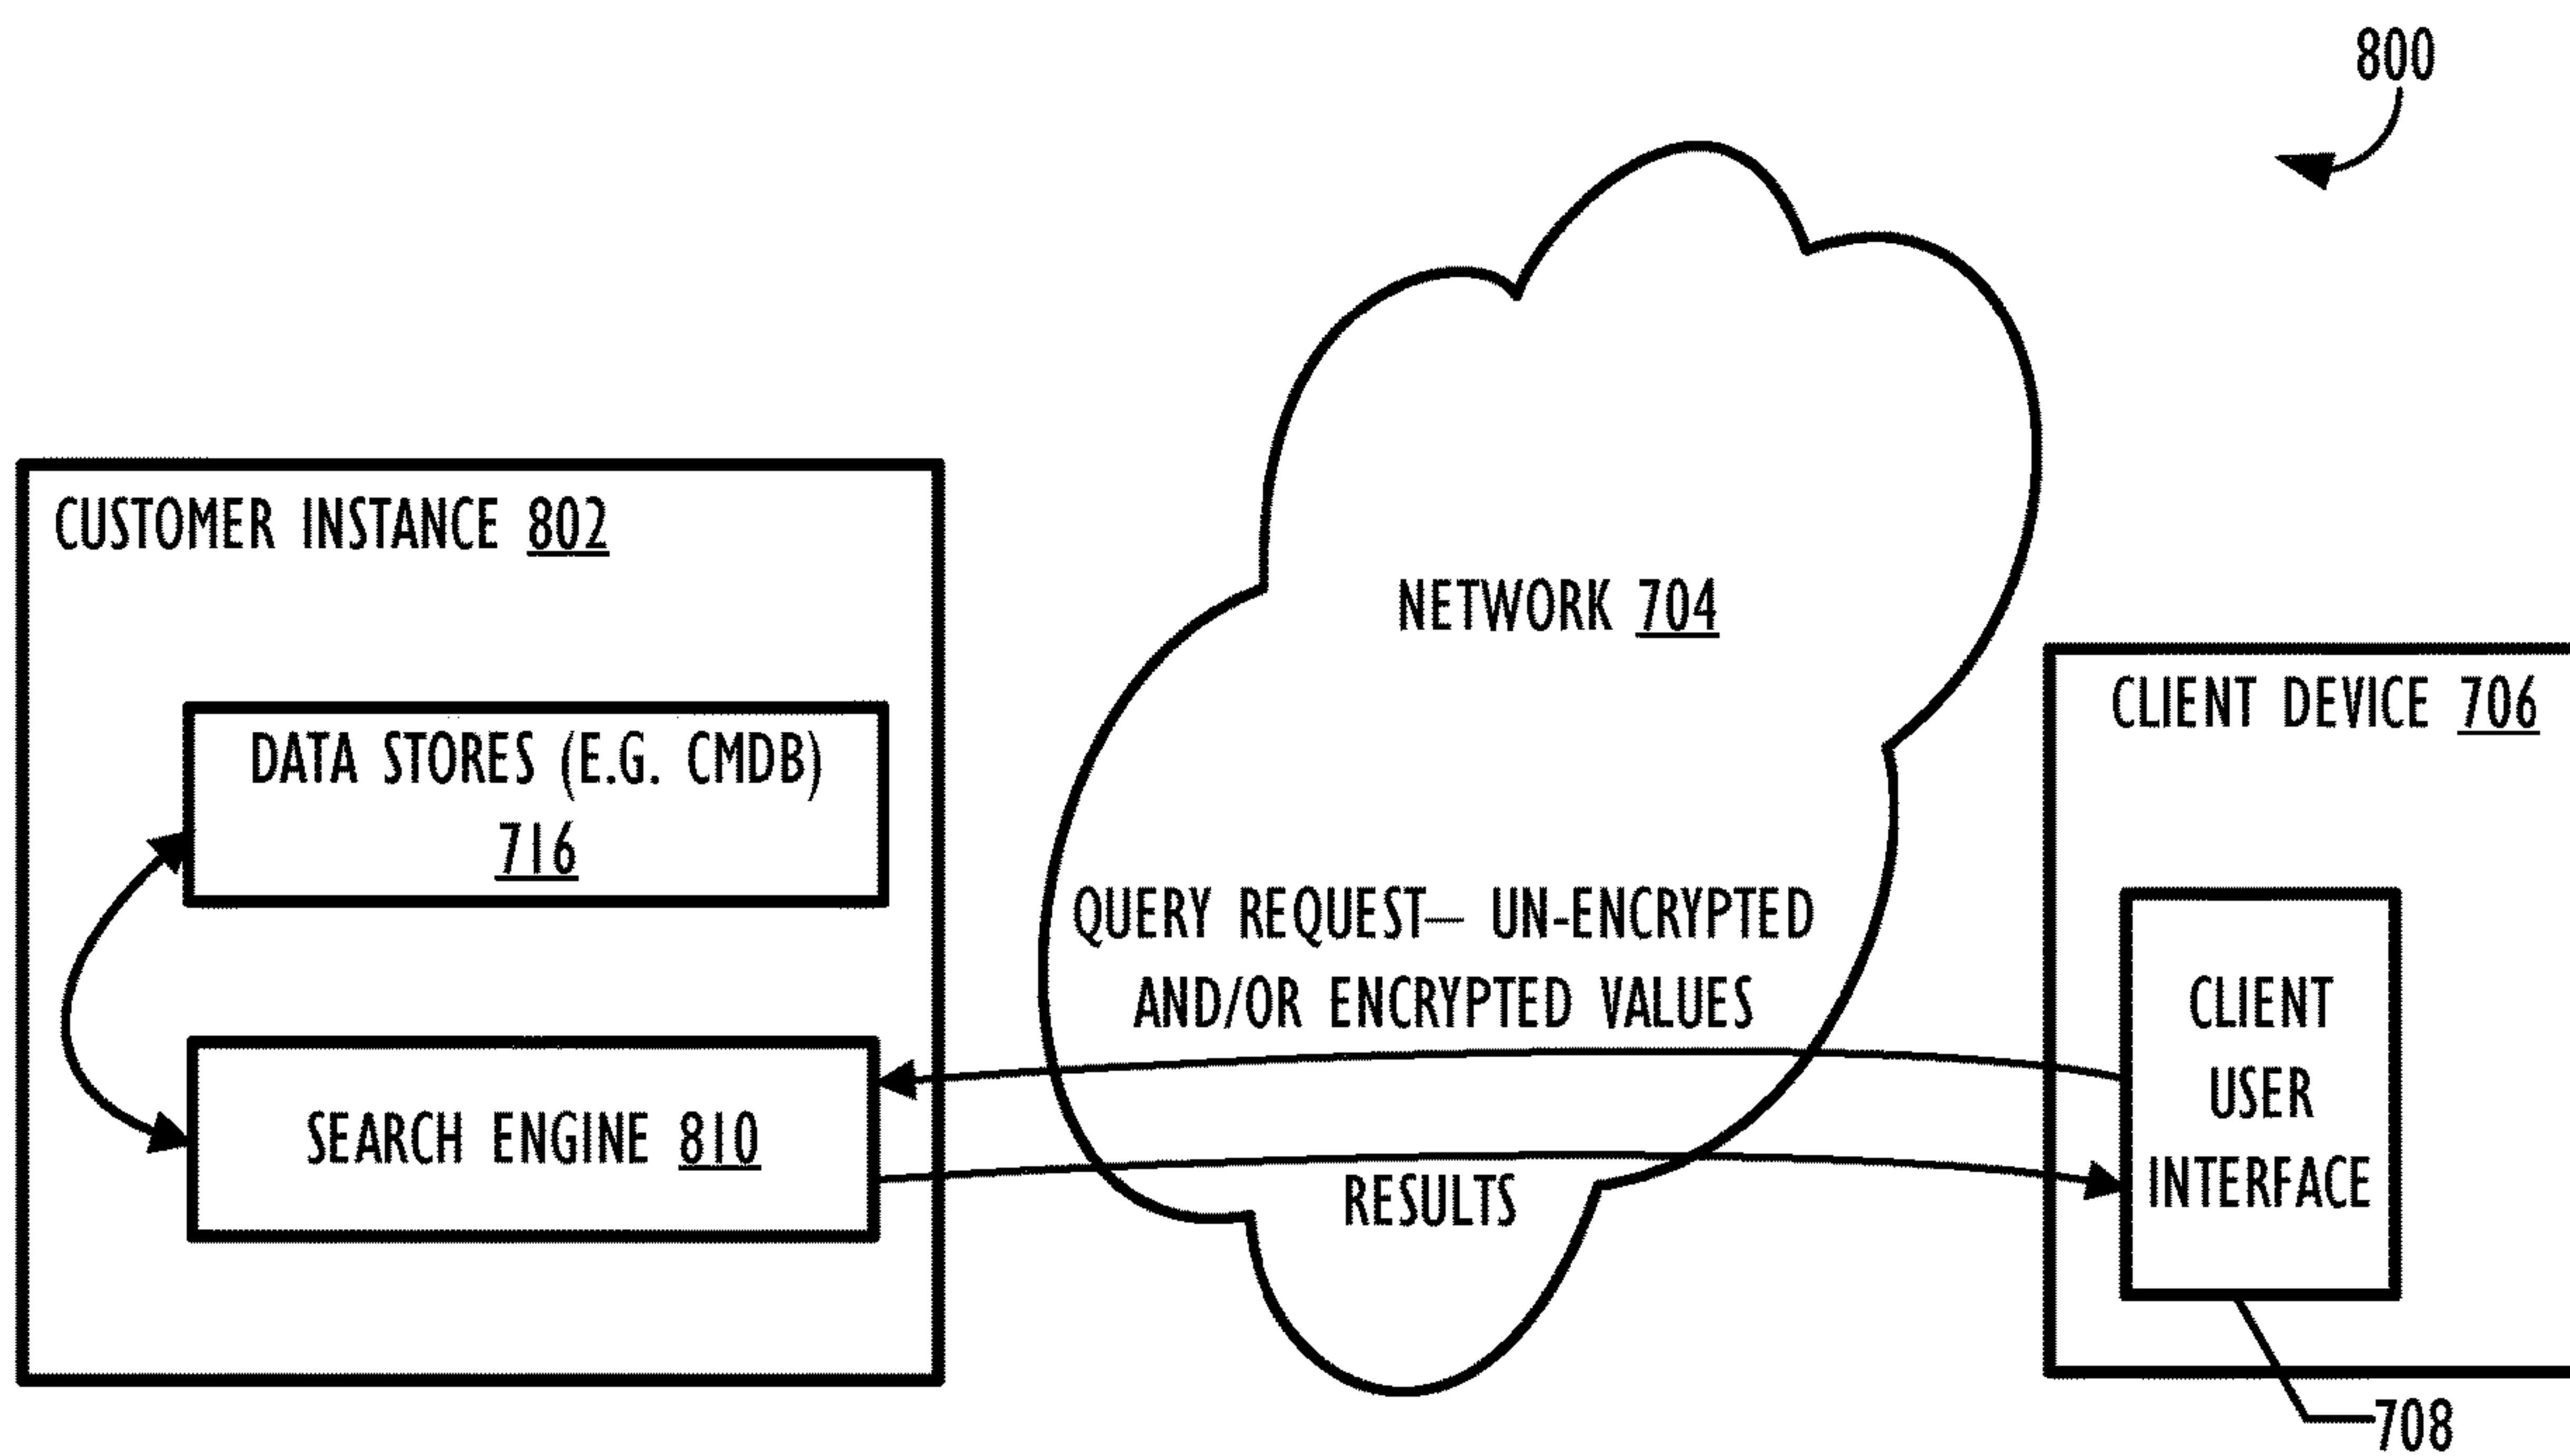 800
CUSTOMER INSTANCE 802
DATA STORES (E.G. CMDB)
716
SEARCH ENGINE 810
NETWORK 704
QUERY REQUEST— UN-ENCRYPTED
AND/OR ENCRYPTED VALUES
RESULTS
CLIENT DEVICE 706
CLIENT
USER
INTERFACE
708